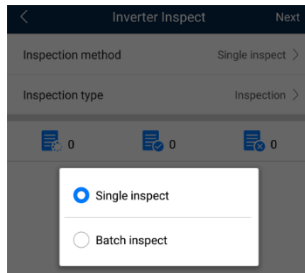 Inverter Inspect Next
Inspection method Single inspect
Inspection type Inspection
0 0 0
Single inspect
Batch inspect